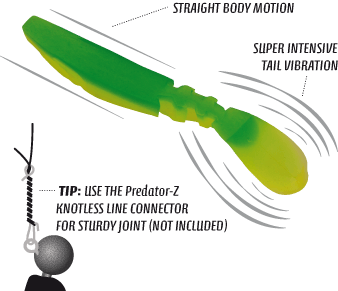 STRAIGHT BODY MOTION
SUPER INTENSIVE
TAIL VIBRATION
TIP: USE THE Predator-Z
KNOTLESS LINE CONNECTOR
FOR STURDY JOINT (NOT INCLUDED)